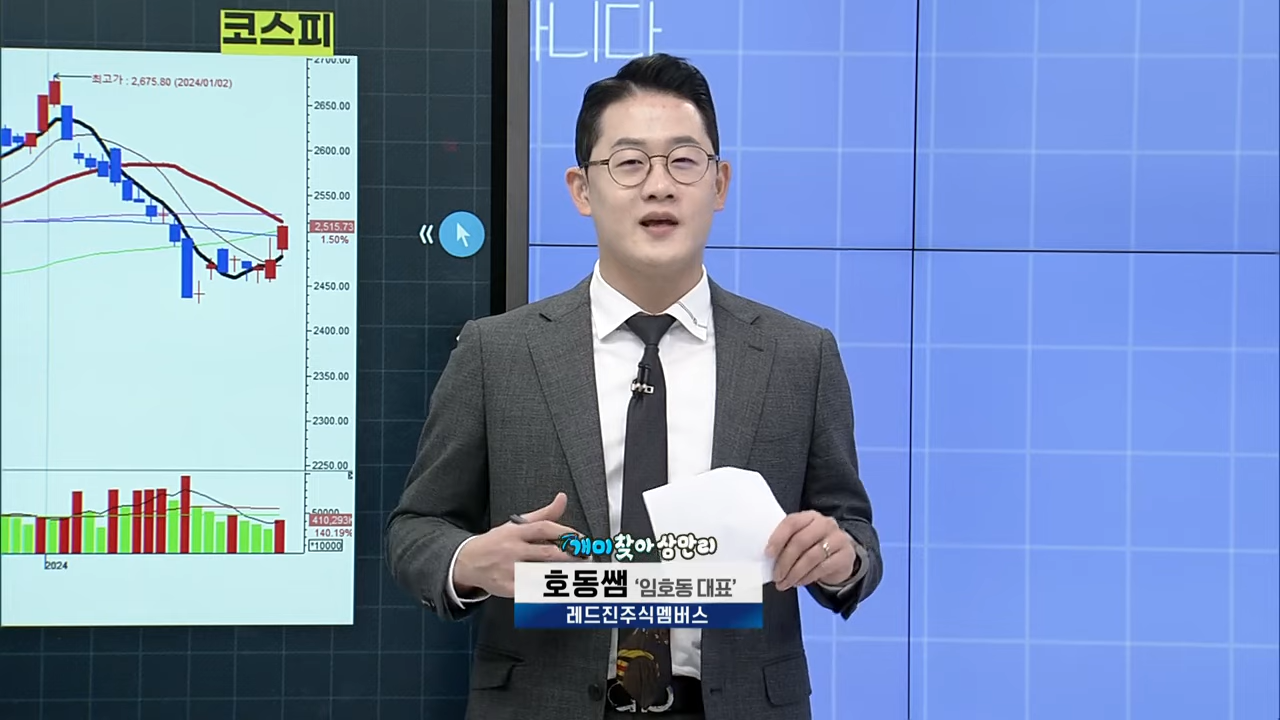 코스피
니다
최고가 : 2,675.80 (2024/01/02)
2700.00
2650.00
2600.00
2550.00
2,515.73
1.50%
2450.00
2400.00
2350.00
2300.00
2250.00
50000
410,293
140.19%
*10000
2024
개미찾아삼만리
호동쌤 ‘임호동 대표’
레드진주식멤버스